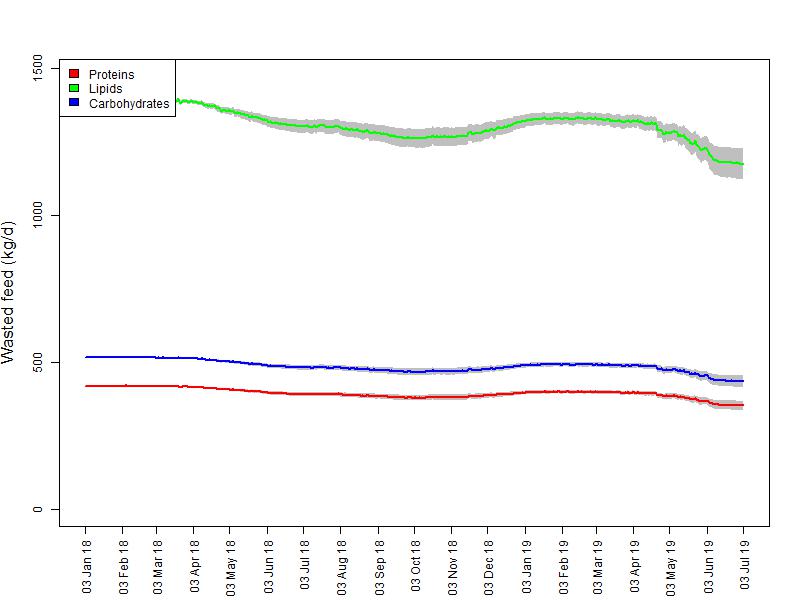 Proteins
Lipids
Carbohydrates
Wasted feed (kg/d)
1500
1000
500
0
03 Jan 18
03 Feb 18
03 Mar 18
03 Apr 18
03 May 18
03 Jun 18
03 Jul 18
03 Aug 18
03 Sep 18
03 Oct 18
03 Nov 18
03 Dec 18
03 Jan 19
03 Feb 19
03 Mar 19
03 Apr 19
03 May 19
03 Jun 19
03 Jul 19